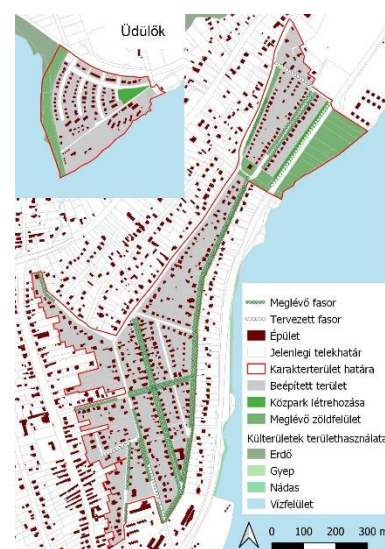 Üdülők
Meglévő fasor
Tervezett fasor
Épület
Jelenlegi telekhatár
Karakterterület határa
Beépített terület
Közpark létrehozása
Meglévő zöldfelület
Külterületek területhasználata
Erdő
Gyep
Nádas
Vízfelület
0 100 200 300 m